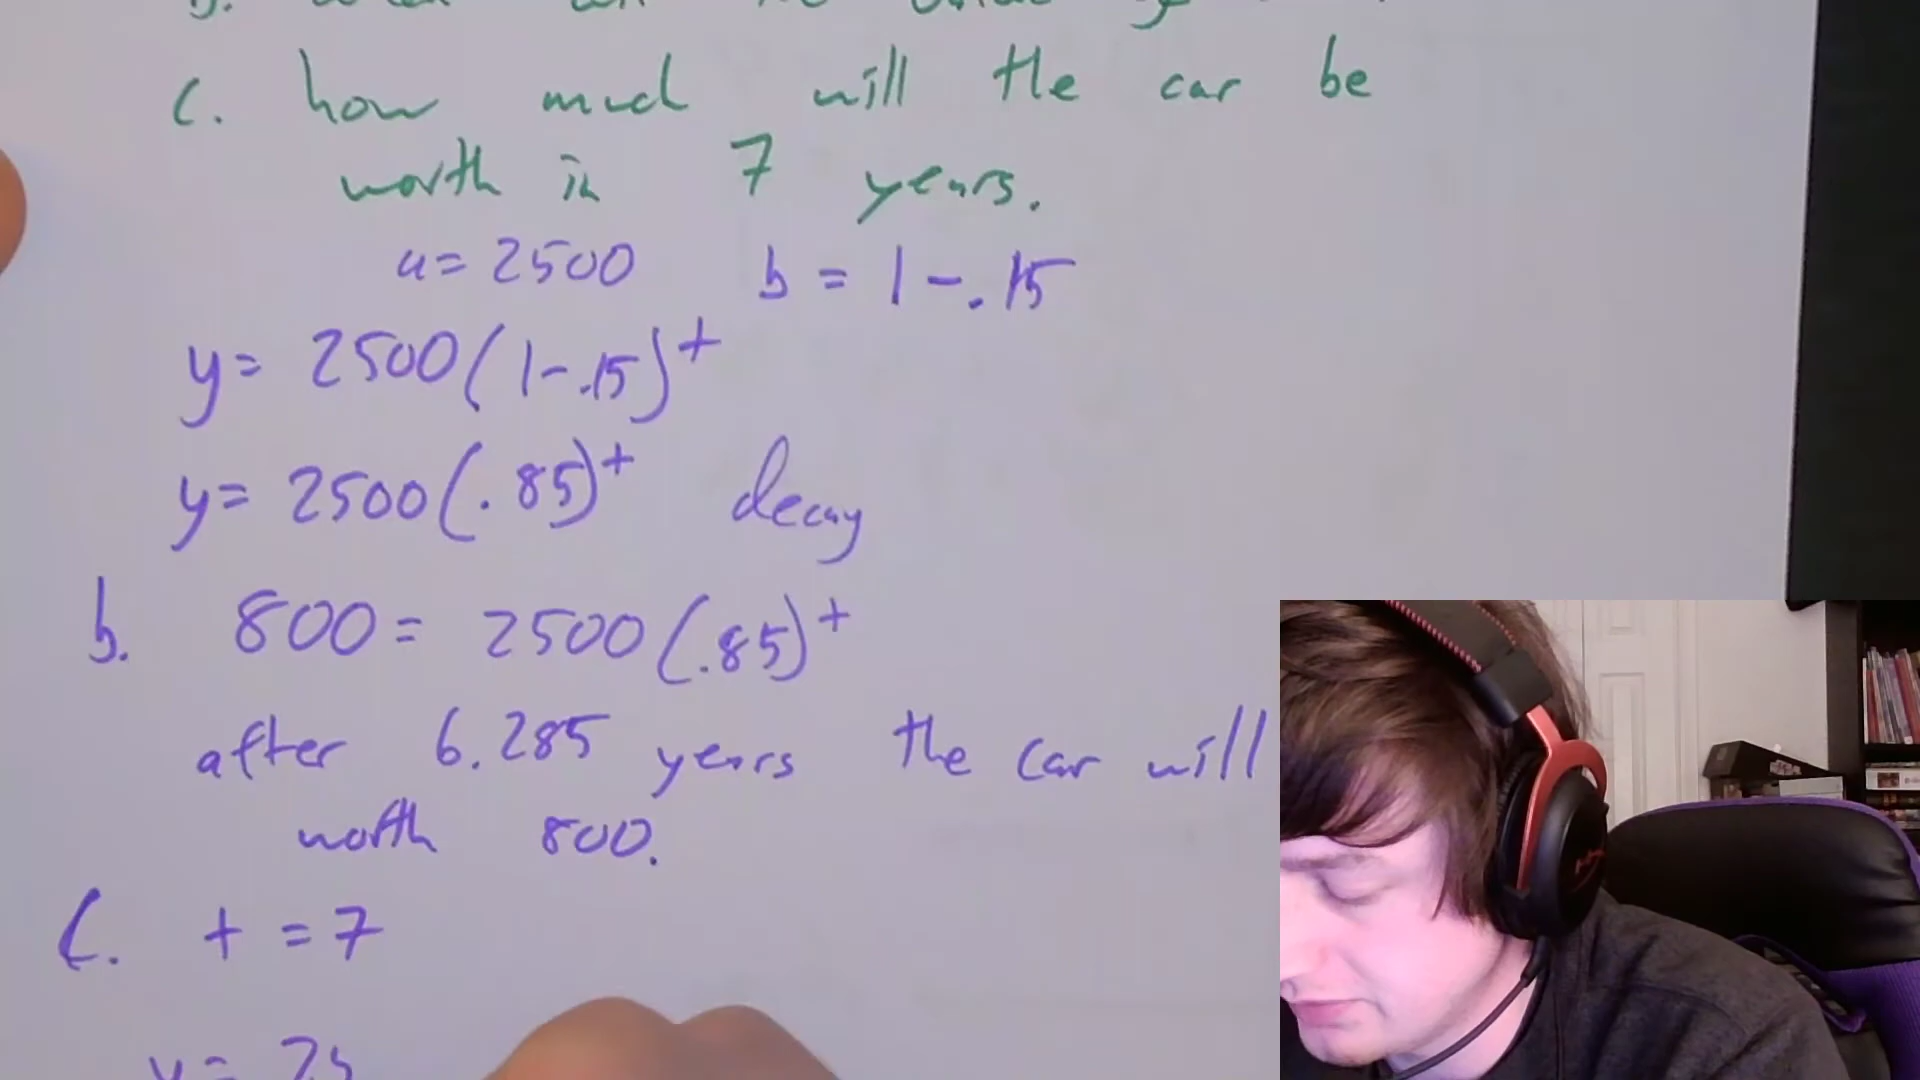 c. how much will the car be
worth in 7 years.
a = 2500 b = 1 - .15
y = 2500(1-.15)^t
y = 2500(.85)^t decay
b. 800 = 2500(.85)^t
after 6.285 years the car will
worth 800.
C. t = 7
y = 25